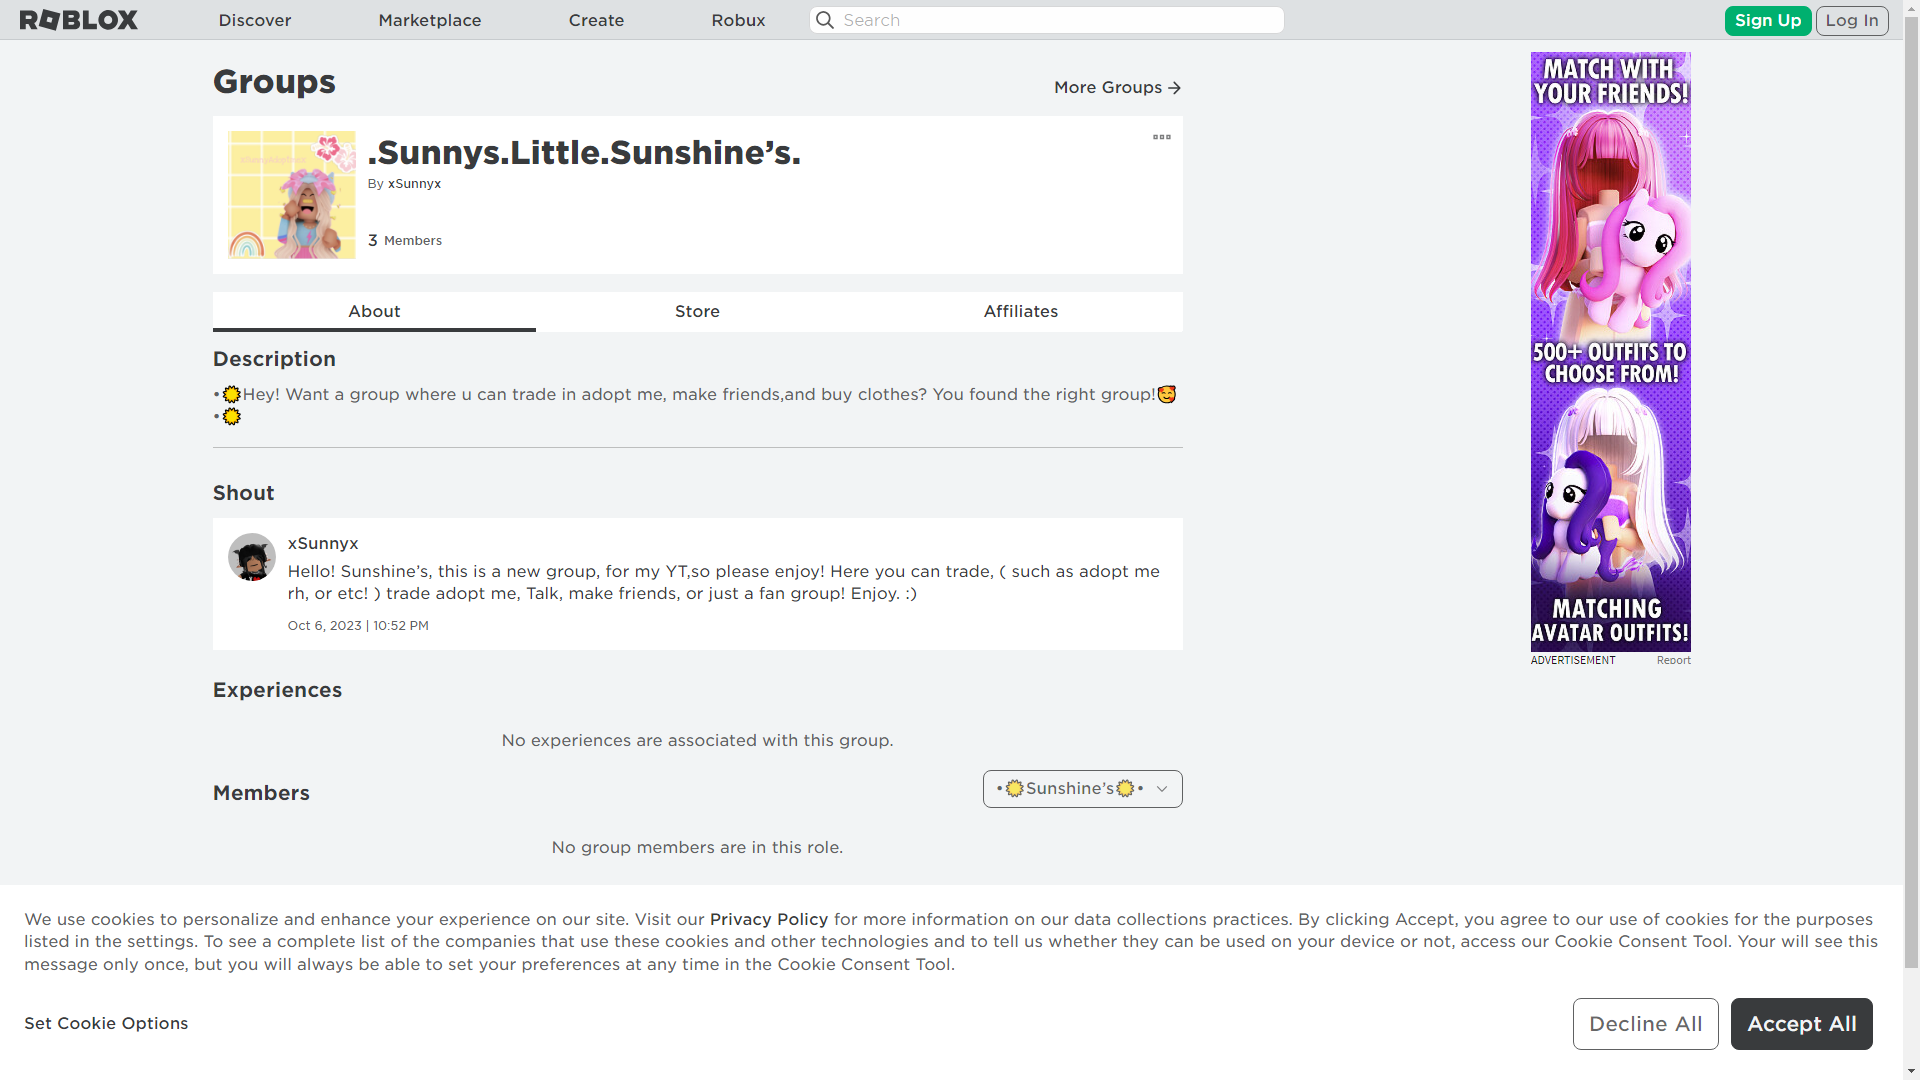 ROBLOX
Discover
Marketplace
Create
Robux
Search
Sign Up
Log In
Groups
More Groups
.Sunnys.Little.Sunshine’s.
By xSunnyx
3 Members
About
Store
Affiliates
Description
•🌞Hey! Want a group where u can trade in adopt me, make friends,and buy clothes? You found the right group!🥰
•🌞
Shout
xSunnyx
Hello! Sunshine’s, this is a new group, for my YT,so please enjoy! Here you can trade, ( such as adopt me
rh, or etc! ) trade adopt me, Talk, make friends, or just a fan group! Enjoy. :)
Oct 6, 2023 | 10:52 PM
Experiences
No experiences are associated with this group.
Members
•🌞Sunshine’s🌞•
No group members are in this role.
MATCH WITH
YOUR FRIENDS!
500+ OUTFITS TO
CHOOSE FROM!
MATCHING
AVATAR OUTFITS!
ADVERTISEMENT
Report
We use cookies to personalize and enhance your experience on our site. Visit our Privacy Policy for more information on our data collections practices. By clicking Accept, you agree to our use of cookies for the purposes
listed in the settings. To see a complete list of the companies that use these cookies and other technologies and to tell us whether they can be used on your device or not, access our Cookie Consent Tool. Your will see this
message only once, but you will always be able to set your preferences at any time in the Cookie Consent Tool.
Set Cookie Options
Decline All
Accept All